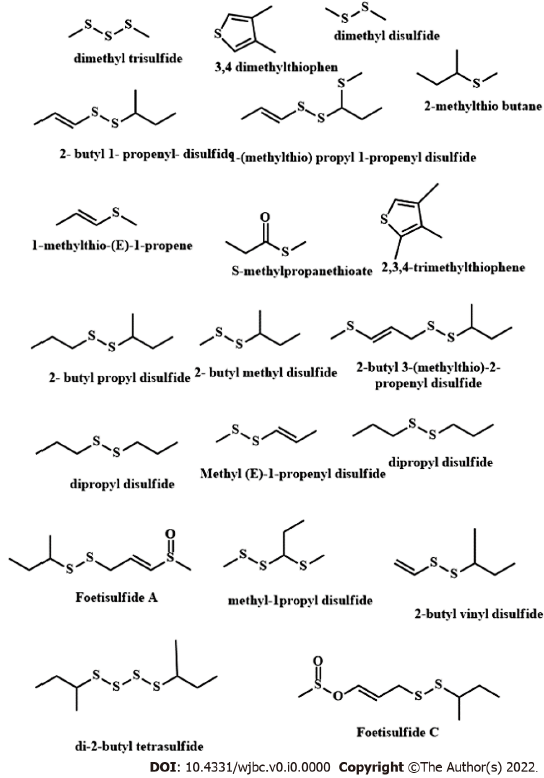 S S S
dimethyl trisulfide
S
3,4 dimethylthiophen
S S
dimethyl disulfide
S S
2- butyl 1- propenyl- disulfide
S S S
1-(methylthio) propyl 1-propenyl disulfide
S
2-methylthio butane
S
1-methylthio-(E)-1-propene
O
S
S-methylpropanethioate
S
2,3,4-trimethylthiophene
S S
2- butyl propyl disulfide
S S
2- butyl methyl disulfide
S S S
2-butyl 3-(methylthio)-2-
propenyl disulfide
S S
dipropyl disulfide
S S
Methyl (E)-1-propenyl disulfide
S S
dipropyl disulfide
O
S S S
Foetisulfide A
S S S
methyl-1propyl disulfide
S S
2-butyl vinyl disulfide
S S S S
di-2-butyl tetrasulfide
O
S O S S
Foetisulfide C
DOI: 10.4331/wjbc.v0.i0.0000 Copyright ©The Author(s) 2022.